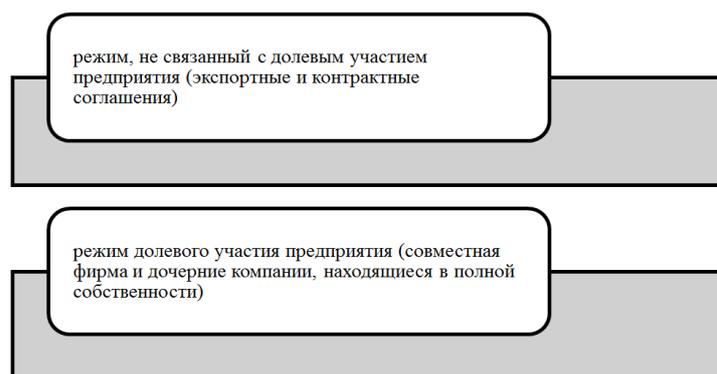 режим, не связанный с долевым участием
предприятия (экспортные и контрактные
соглашения)
режим долевого участия предприятия (совместная
фирма и дочерние компании, находящиеся в полной
собственности)